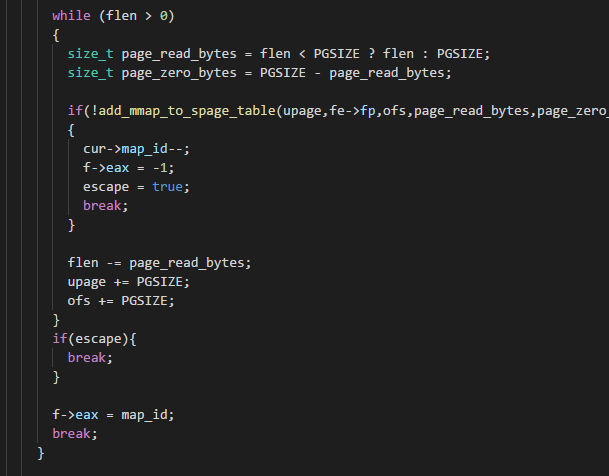 while (flen > 0)
{
size_t page_read_bytes = flen < PGSIZE ? flen : PGSIZE;
size_t page_zero_bytes = PGSIZE - page_read_bytes;
if(!add_mmap_to_spage_table(upage,fe->fp,ofs,page_read_bytes,page_zero_
{
cur->map_id--;
f->eax = -1;
escape = true;
break;
}
flen -= page_read_bytes;
upage += PGSIZE;
ofs += PGSIZE;
}
if(escape){
break;
}
f->eax = map_id;
break;
}